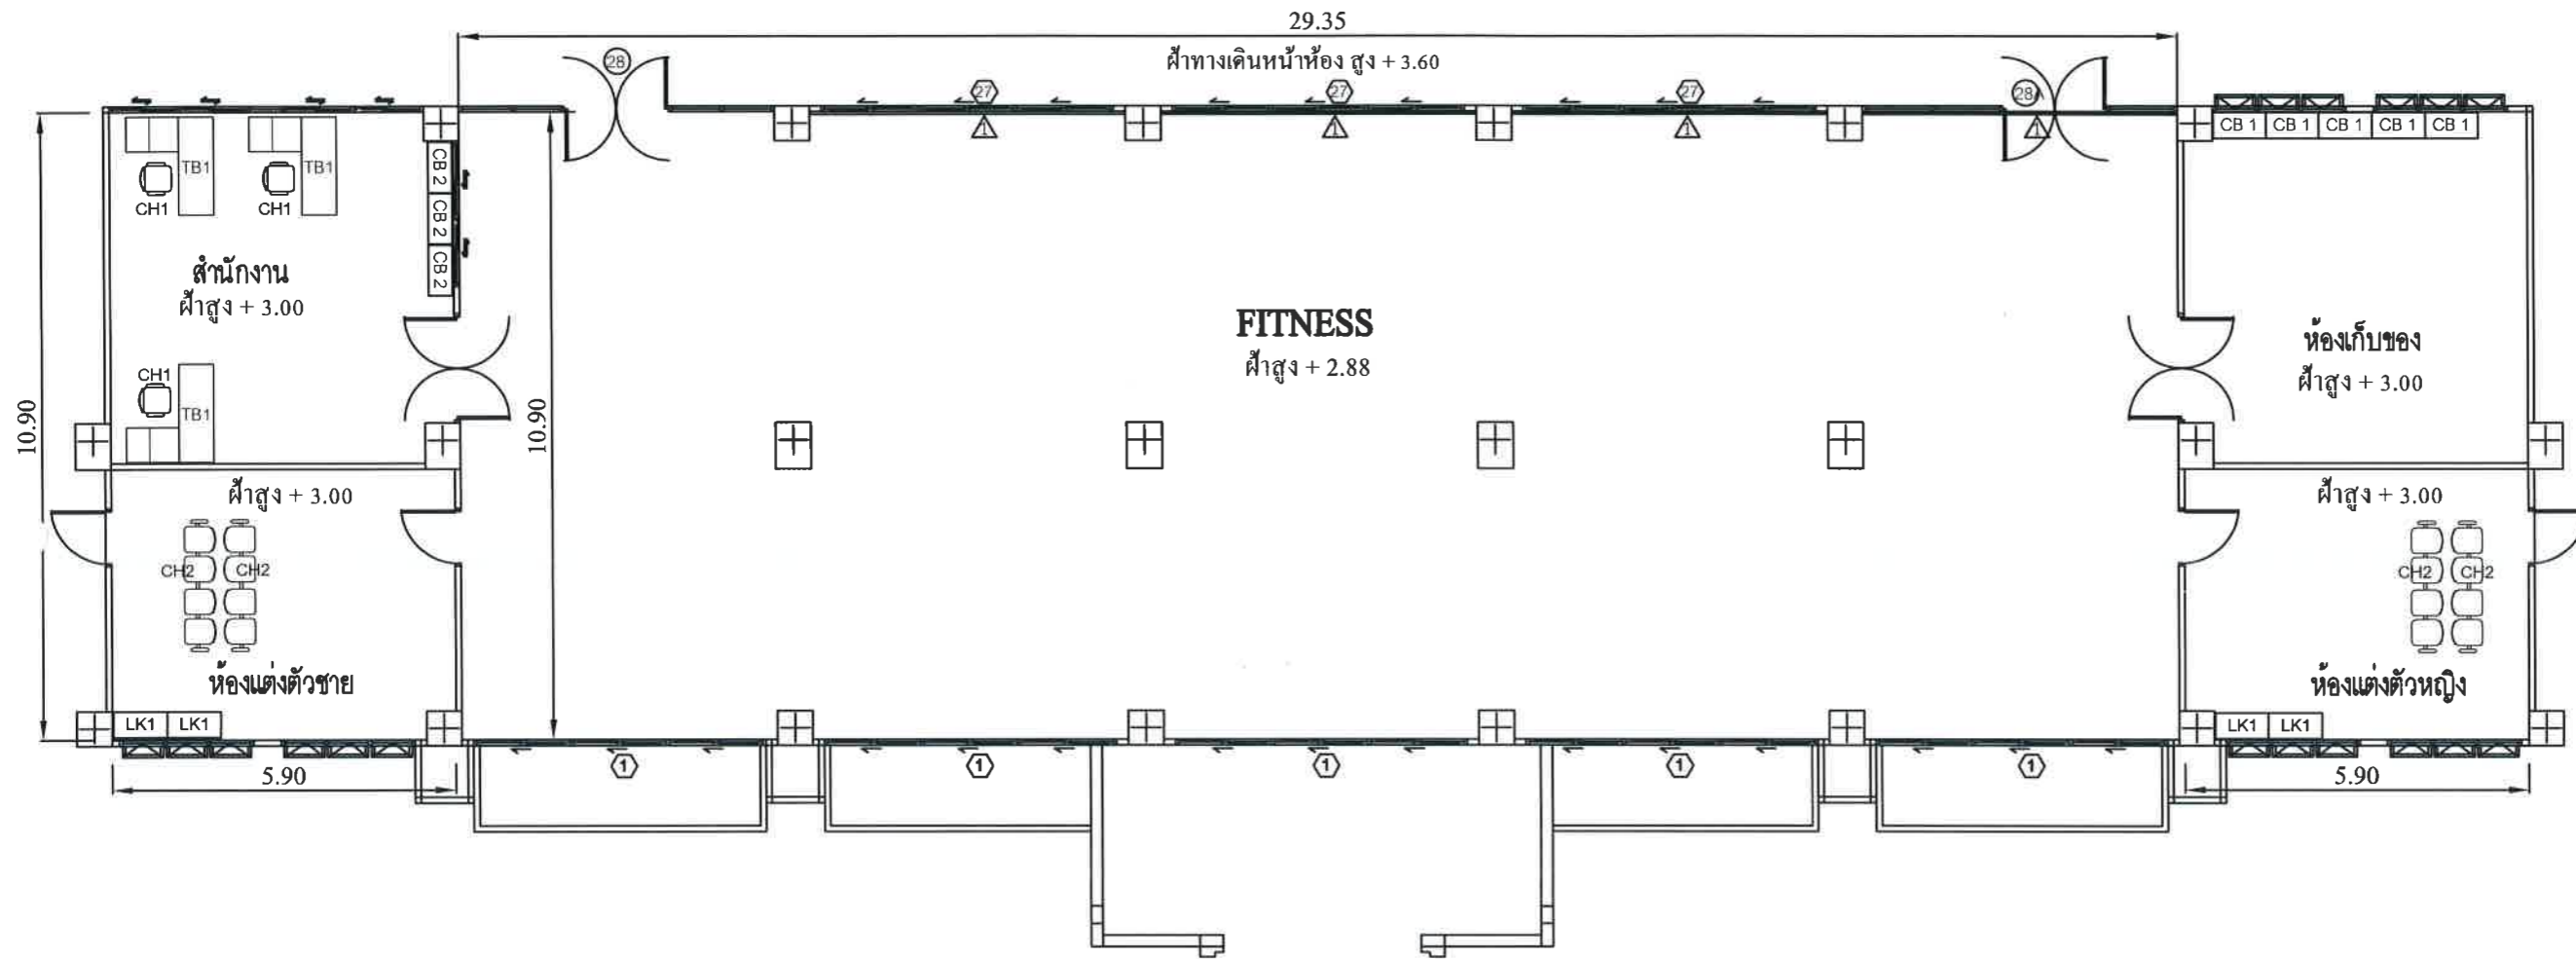 29.35
ฝ้าทางเดินหน้าห้อง สูง + 3.60
28
27
27
27
28A
1
1
1
1
CB 1
CB 1
CB 1
CB 1
CB 1
TB1
TB1
CH1
CH1
CB 2
CB 2
CB 2
สำนักงาน
ฝ้าสูง + 3.00
FITNESS
ฝ้าสูง + 2.88
ห้องเก็บของ
ฝ้าสูง + 3.00
CH1
TB1
10.90
10.90
ฝ้าสูง + 3.00
ฝ้าสูง + 3.00
CH2
CH2
CH2
CH2
ห้องแต่งตัวชาย
ห้องแต่งตัวหญิง
LK1
LK1
LK1
LK1
5.90
1
1
1
1
1
5.90